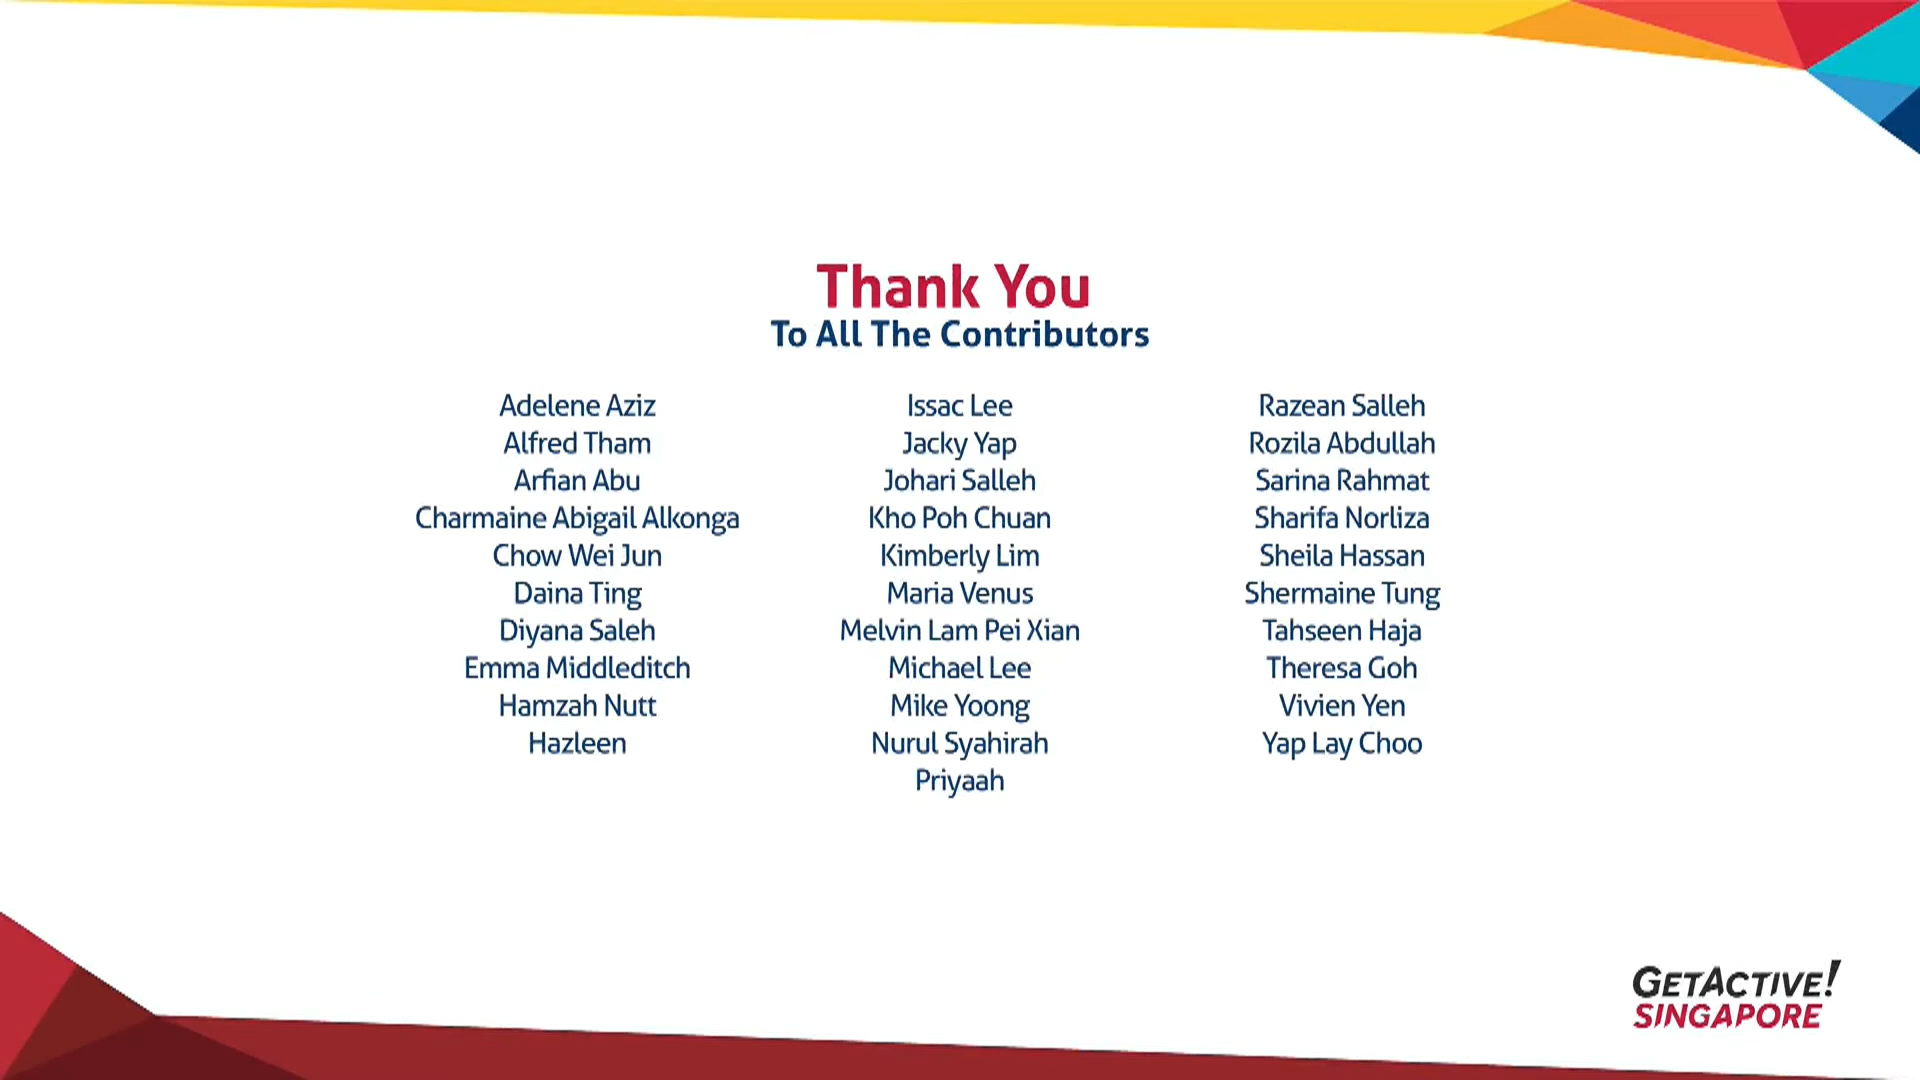 Thank You
To All The Contributors
Adelene Aziz
Alfred Tham
Arfian Abu
Charmaine Abigail Alkonga
Chow Wei Jun
Daina Ting
Diyana Saleh
Emma Middleditch
Hamzah Nutt
Hazleen
Issac Lee
Jacky Yap
Johari Salleh
Kho Poh Chuan
Kimberly Lim
Maria Venus
Melvin Lam Pei Xian
Michael Lee
Mike Yoong
Nurul Syahirah
Priyaah
Razean Salleh
Rozila Abdullah
Sarina Rahmat
Sharifa Norliza
Sheila Hassan
Shermaine Tung
Tahseen Haja
Theresa Goh
Vivien Yen
Yap Lay Choo
GETACTIVE!
SINGAPORE